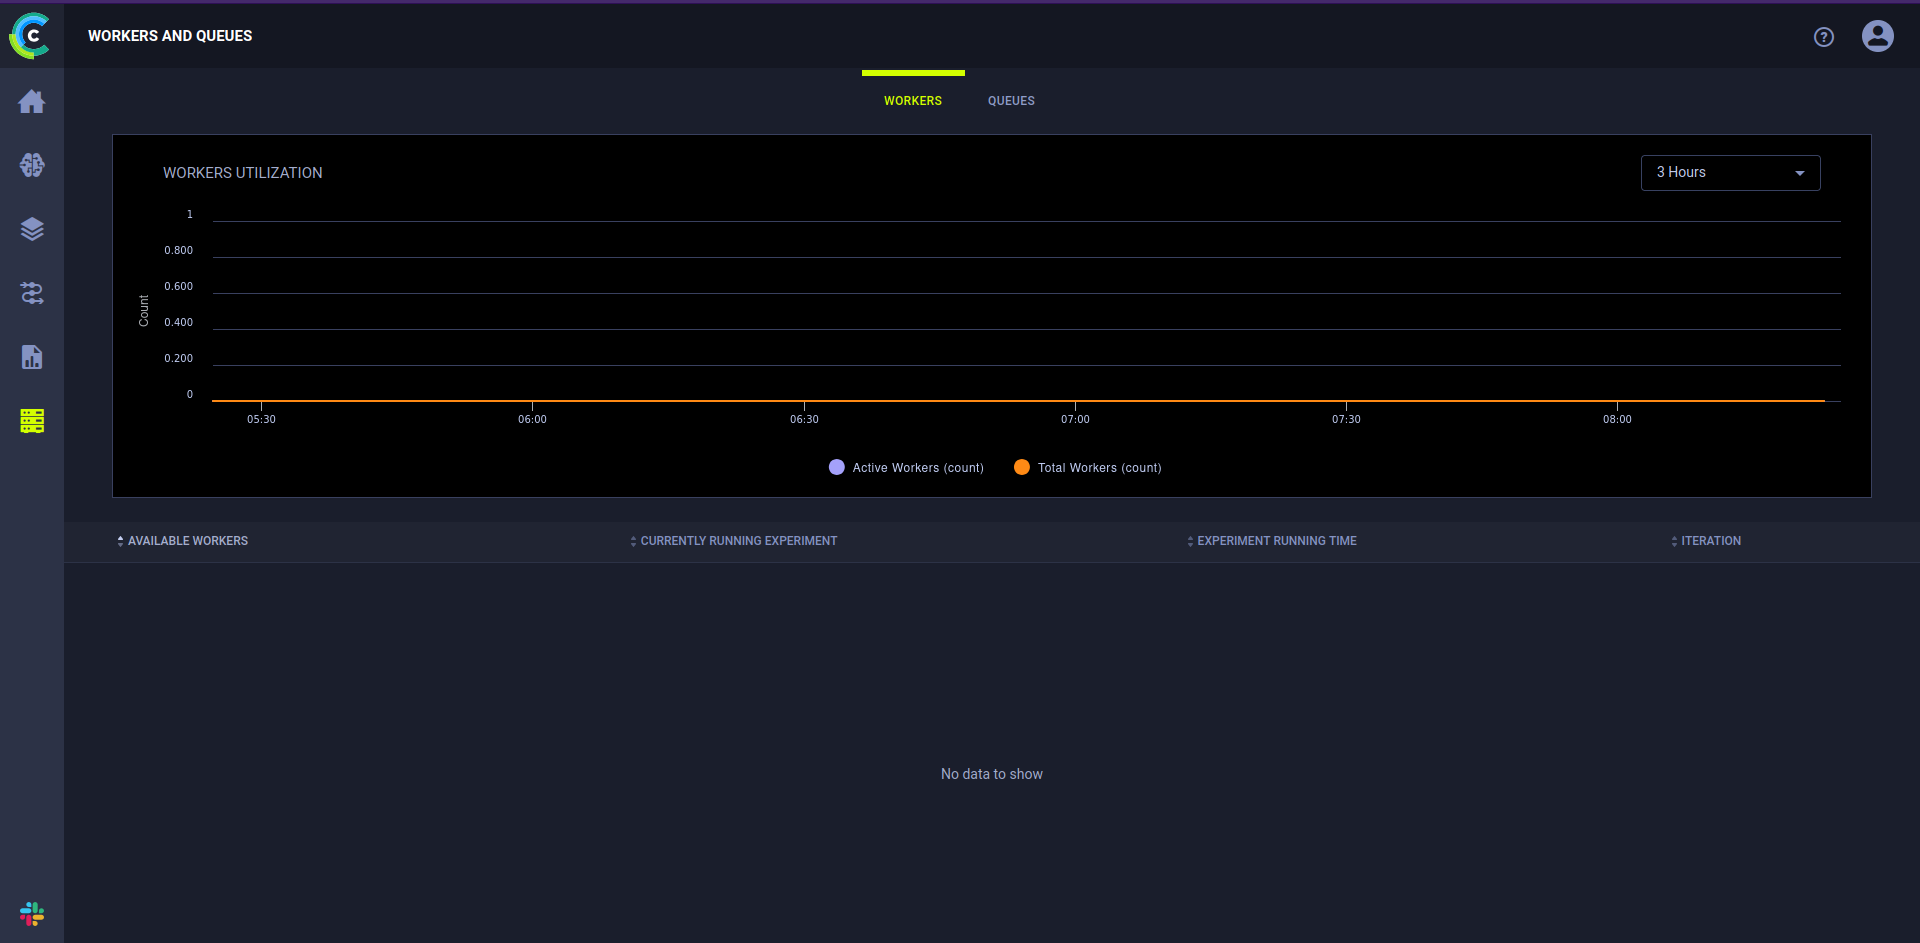 C
WORKERS AND QUEUES
?
WORKERS
QUEUES
WORKERS UTILIZATION
3 Hours
1
0.800
0.600
0.400
0.200
0
Count
05:30
06:00
06:30
07:00
07:30
08:00
Active Workers (count)
Total Workers (count)
AVAILABLE WORKERS
CURRENTLY RUNNING EXPERIMENT
EXPERIMENT RUNNING TIME
ITERATION
No data to show